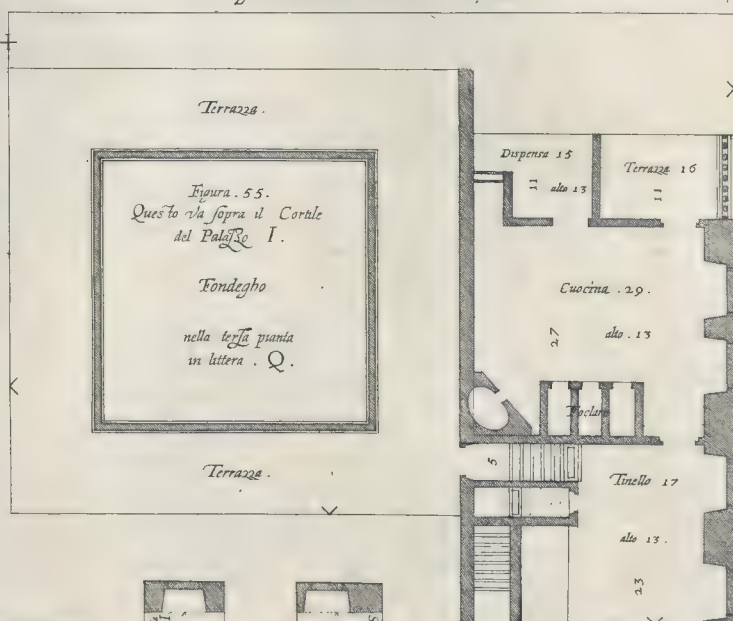 Terrazza .
Figura . 55 .
Questo va sopra il Cortile
del Palazzo I .
Fondegho
nella terza pianta
in littera . Q .
Terrazza .
Dispensa 15
11
alto 13
Terrazza 16
11
Cuocina . 29 .
27
alto . 13
Foclare
5
Tinello 17
alto 13 .
23